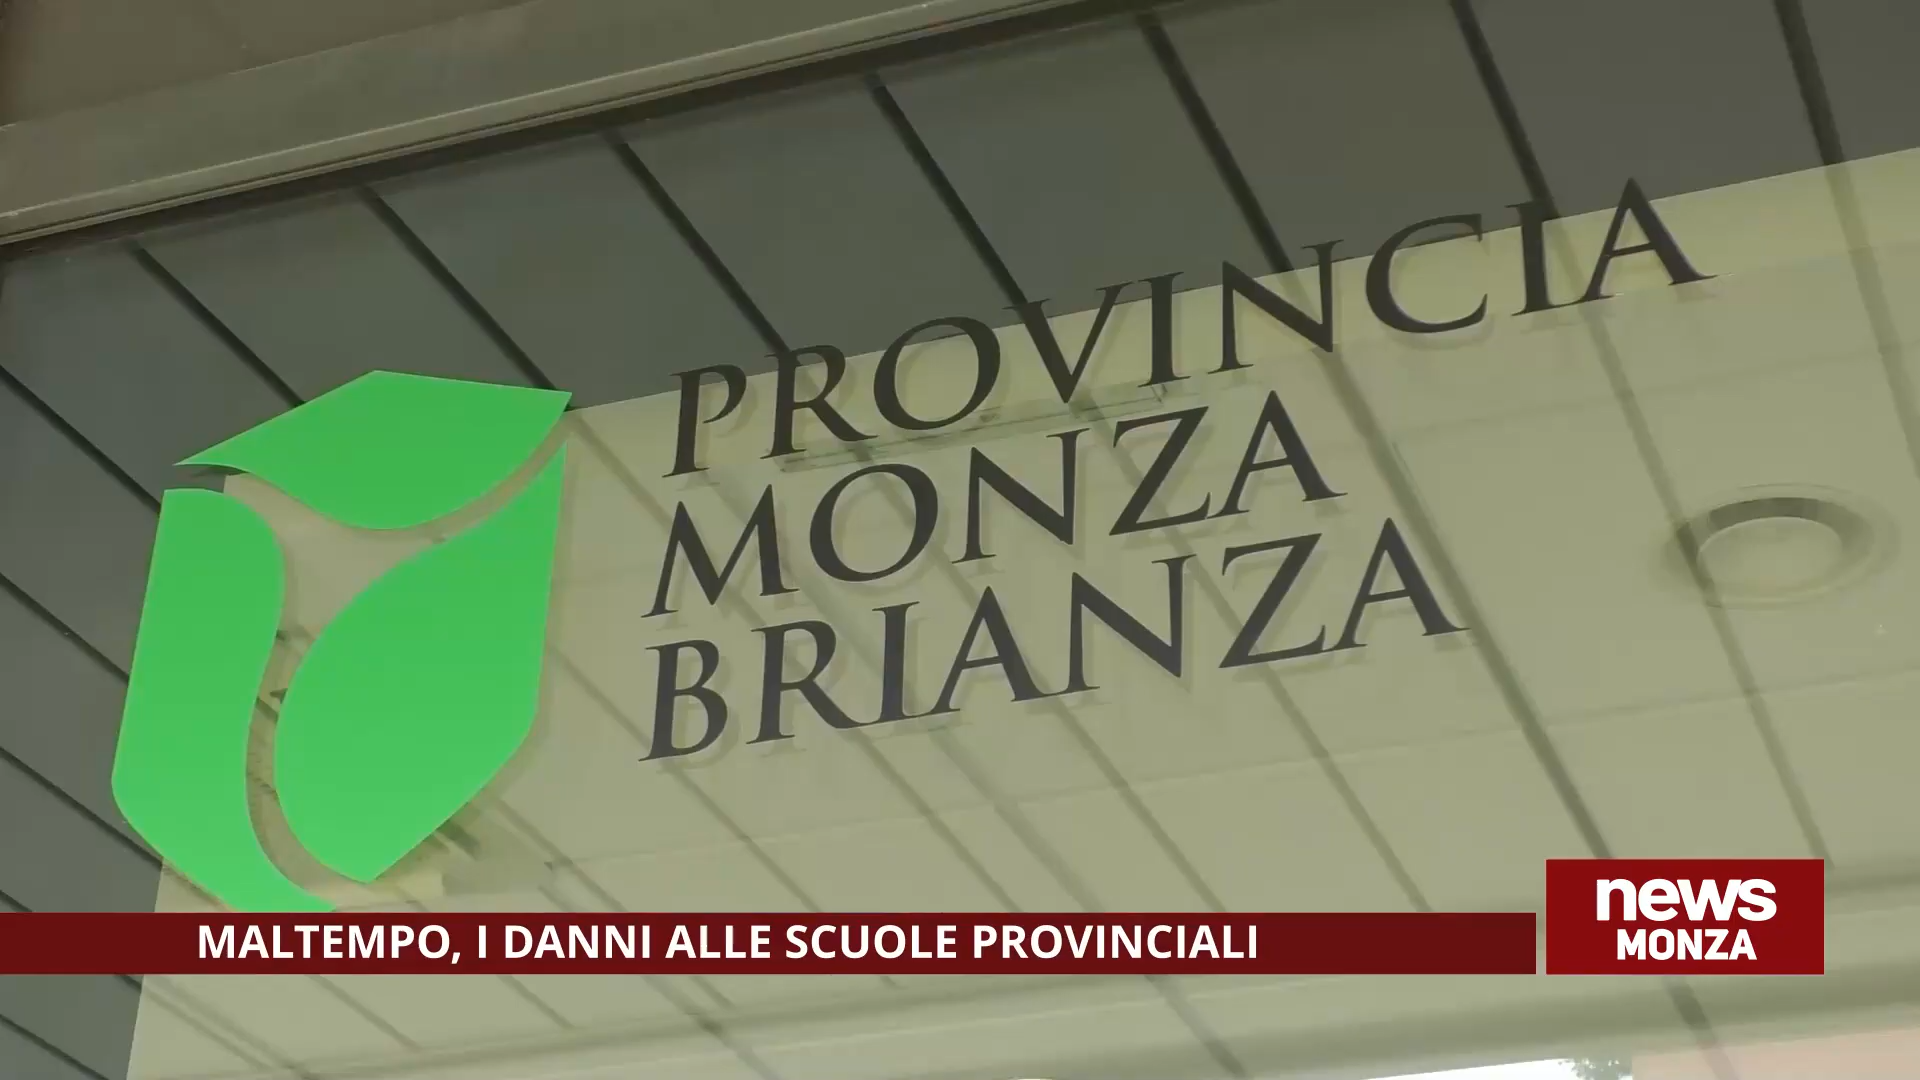 PROVINCIA
MONZA
BRIANZA
MALTEMPO, I DANNI ALLE SCUOLE PROVINCIALI
news
MONZA